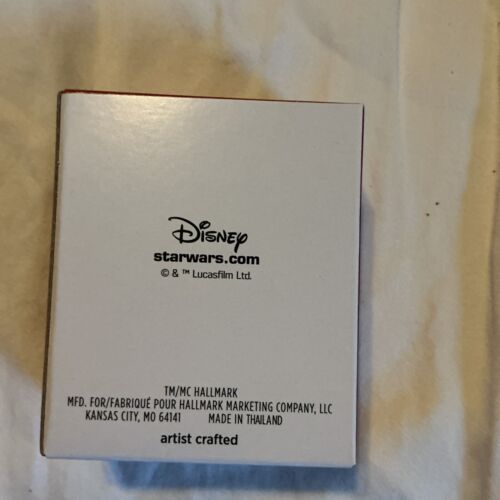 Disney
starwars.com
© & ™ Lucasfilm Ltd.
TM/MC HALLMARK
MFD. FOR/FABRIQUÉ POUR HALLMARK MARKETING COMPANY, LLC
KANSAS CITY, MO 64141 MADE IN THAILAND
artist crafted